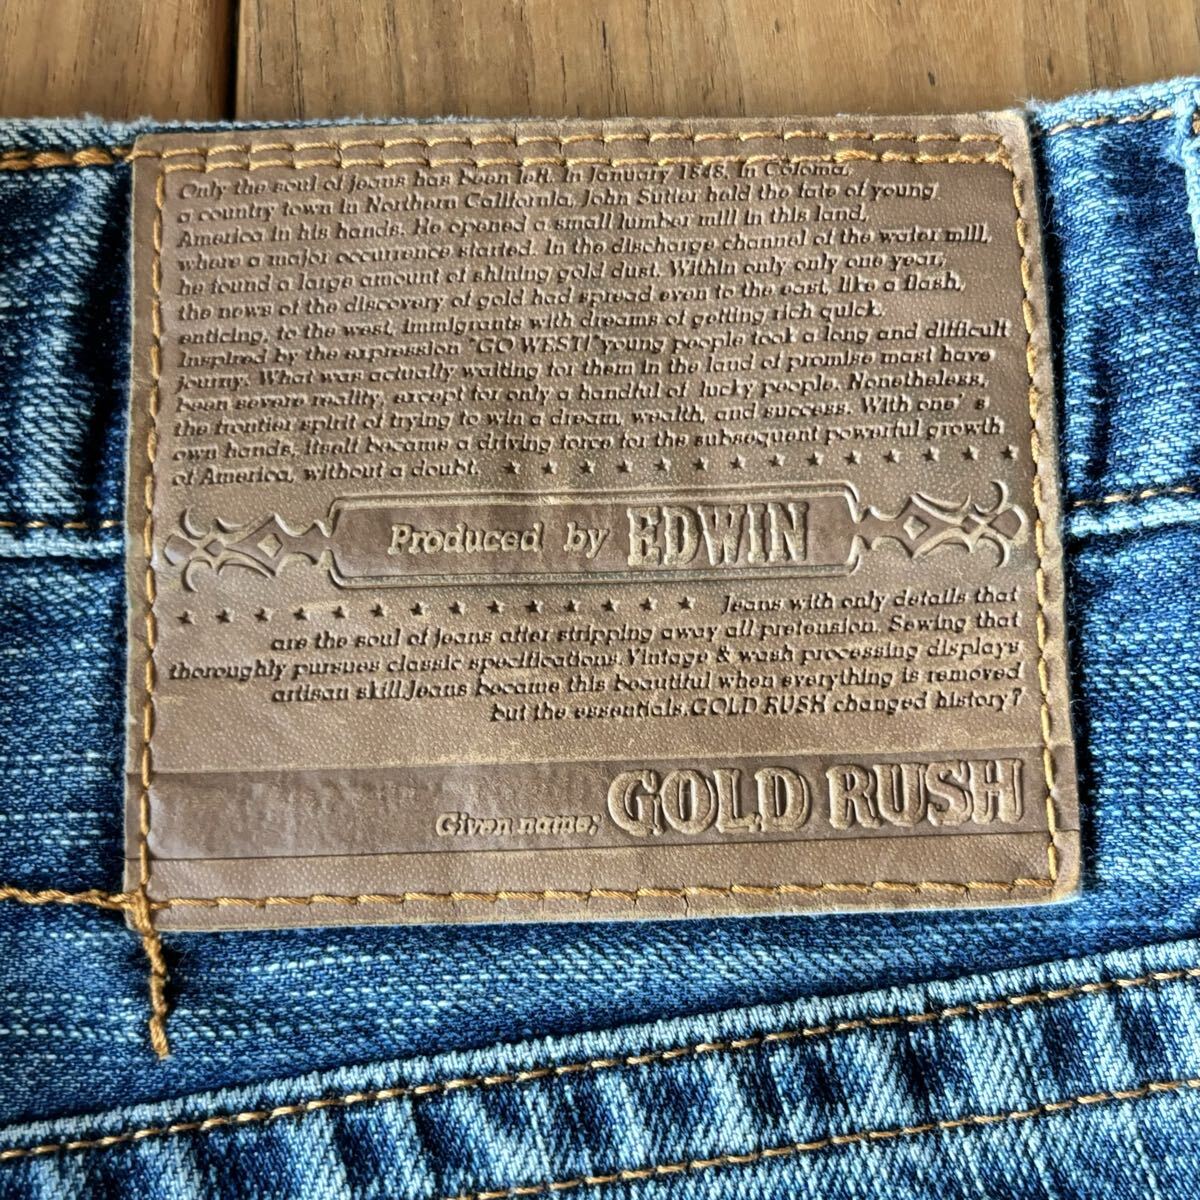 Only the soul of jeans has been left. In January 1848, In Coloma,
a country town in Northern California, John Sutter held the fate of young
America in his hands. He opened a small lumber mill in this land,
where a major occurrence started. In the discharge channel of the water mill,
he found a large amount of shining gold dust. Within only only one year,
the news of the discovery of gold had spread even to the east, like a flash,
enticing, to the west, immigrants with dreams of getting rich quick.
Inspired by the expression "GO WEST!"young people took a long and difficult
journy. What was actually waiting for them in the land of promise mast have
been severe reality, except for only a handful of lucky people. Nonetheless,
the frontier spirit of trying to win a dream, wealth, and success. With one's
own hands, itself became a driving force for the subsequent powerful growth
of America, without a doubt. ★ ★ ★ ★ ★ ★ ★ ★ ★ ★ ★ ★ ★ ★
Produced by EDWIN
★ ★ ★ ★ ★ ★ ★ ★ ★ ★ ★ ★ ★ ★ Jeans with only details that
are the soul of jeans after stripping away all pretension. Sewing that
thoroughly pursues classic specifications.Vintage & wash processing displays
artisan skill.Jeans became this beautiful when everything is removed
but the essentials.GOLD RUSH changed history?
Given name; GOLD RUSH